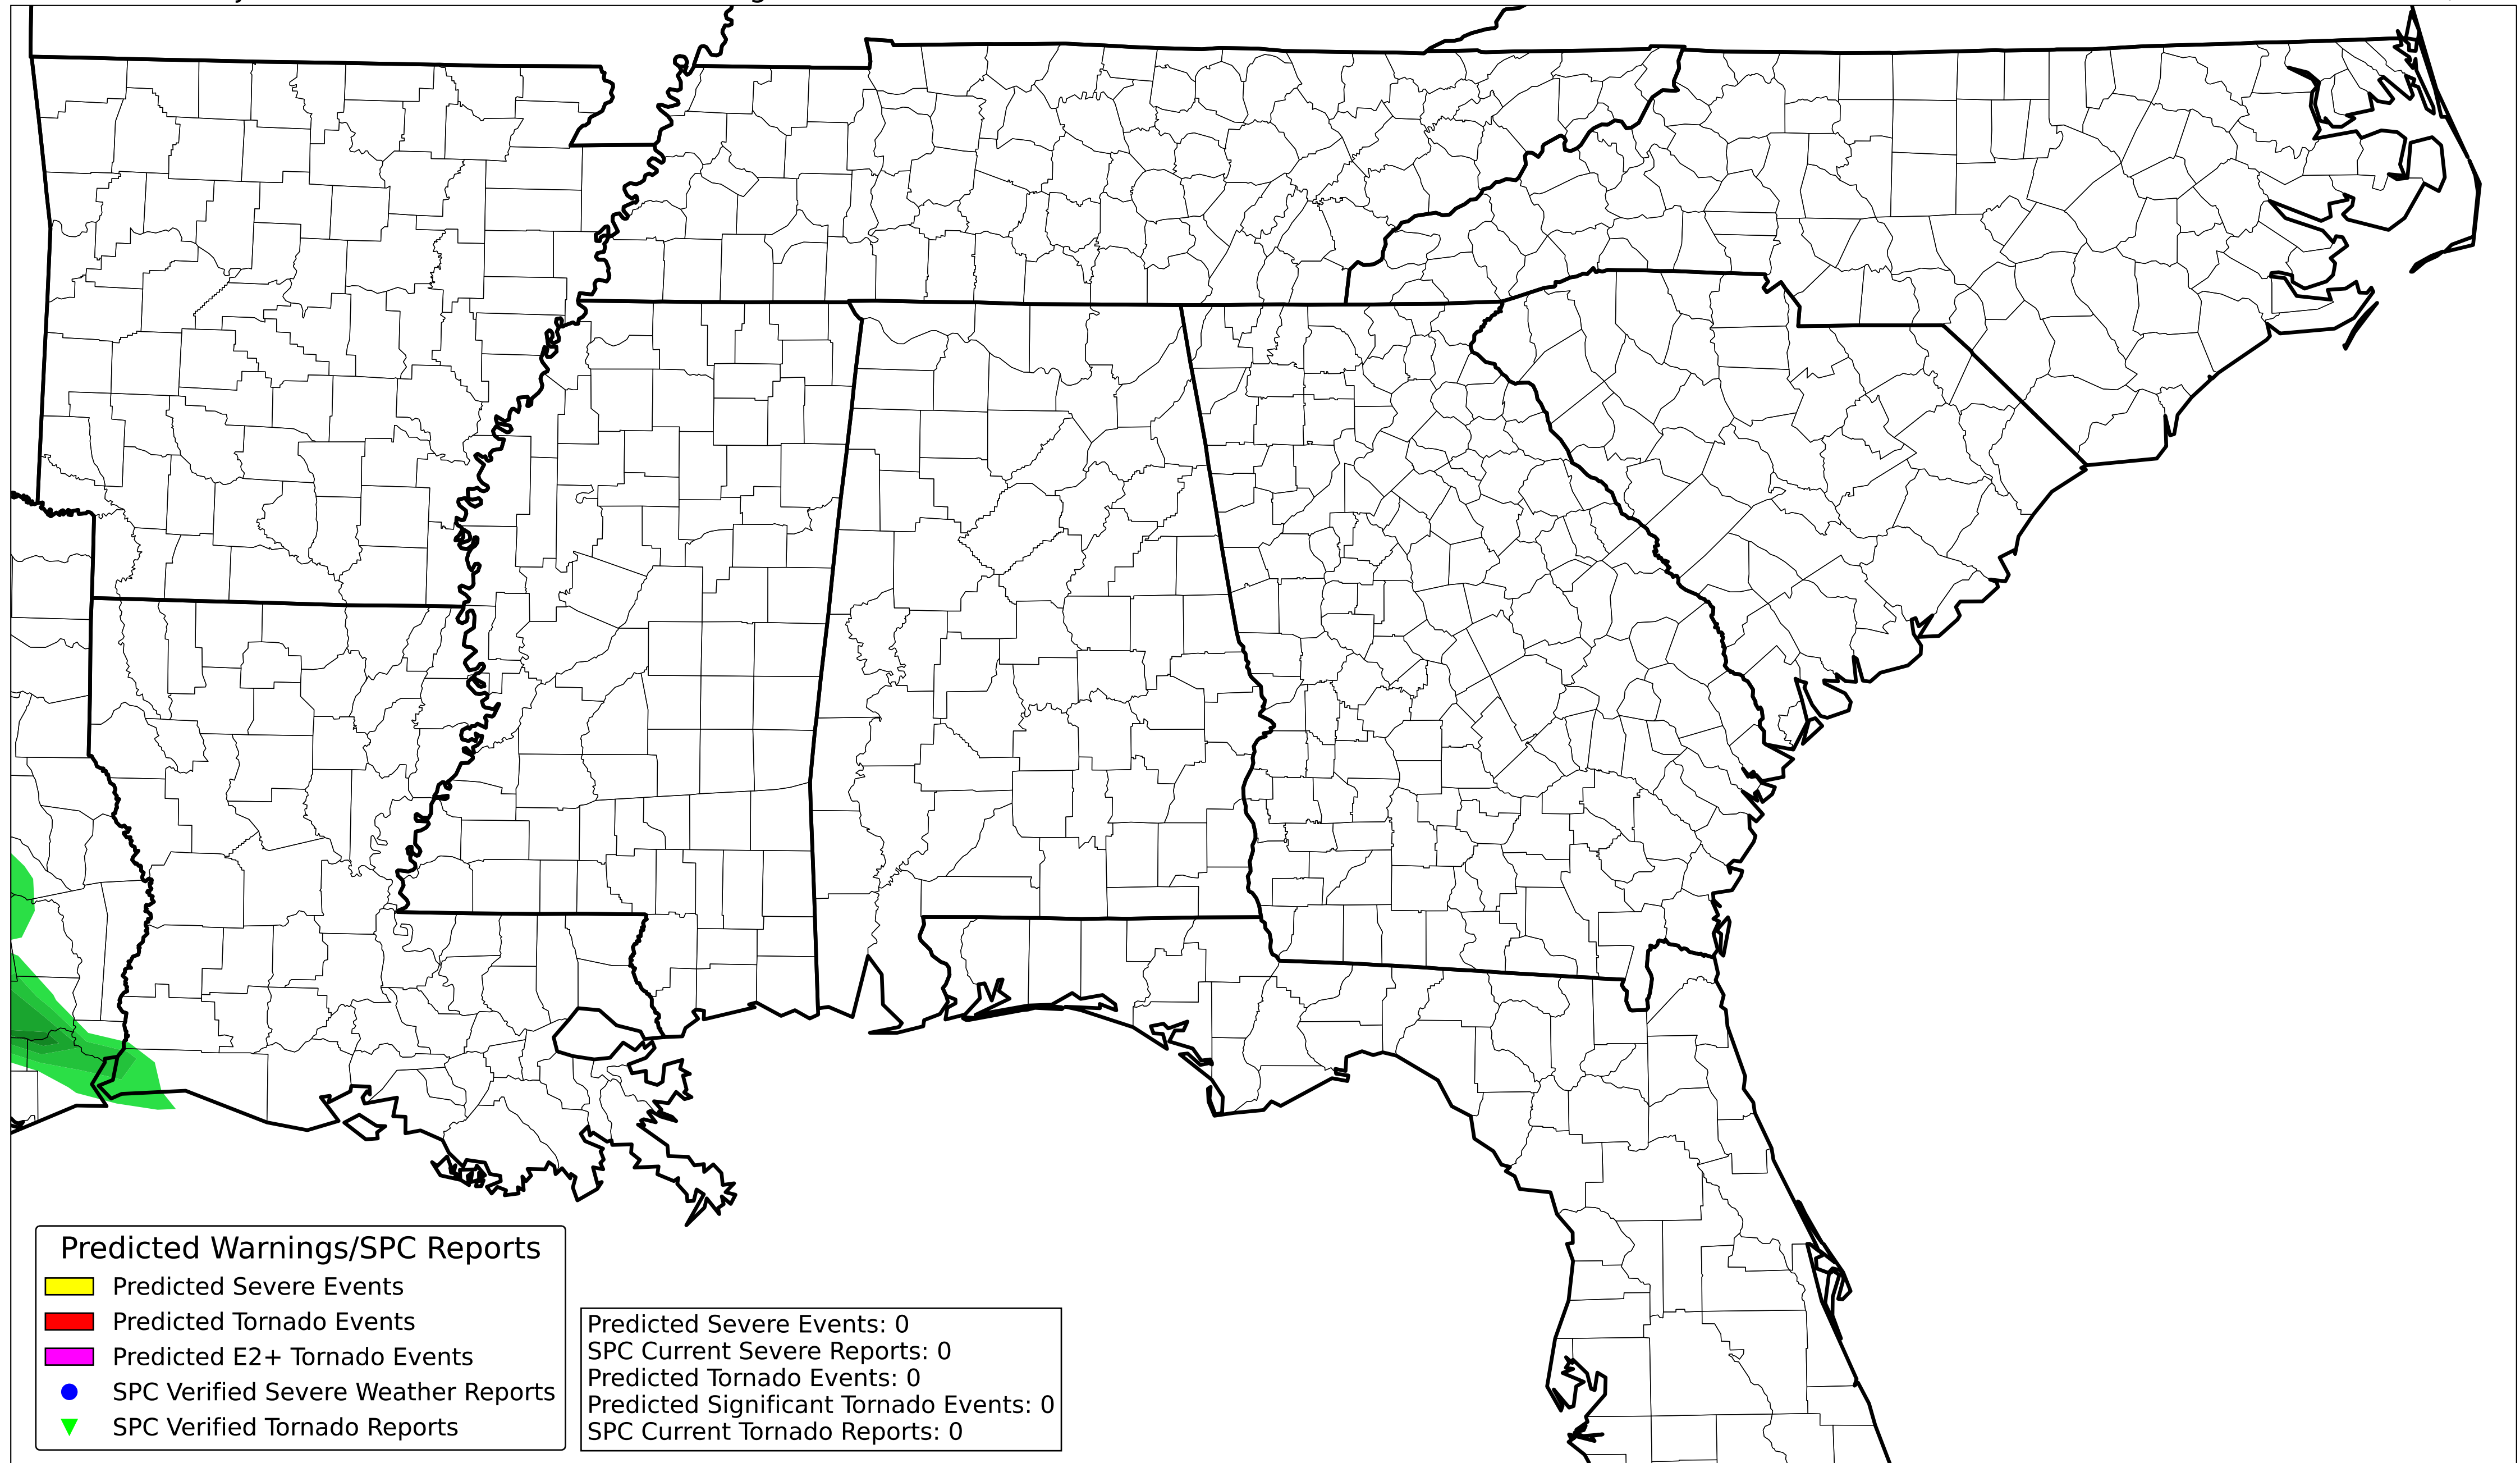 Predicted Warnings/SPC Reports
Predicted Severe Events
Predicted Tornado Events
Predicted E2+ Tornado Events
SPC Verified Severe Weather Reports
SPC Verified Tornado Reports
Predicted Severe Events: 0
SPC Current Severe Reports: 0
Predicted Tornado Events: 0
Predicted Significant Tornado Events: 0
SPC Current Tornado Reports: 0